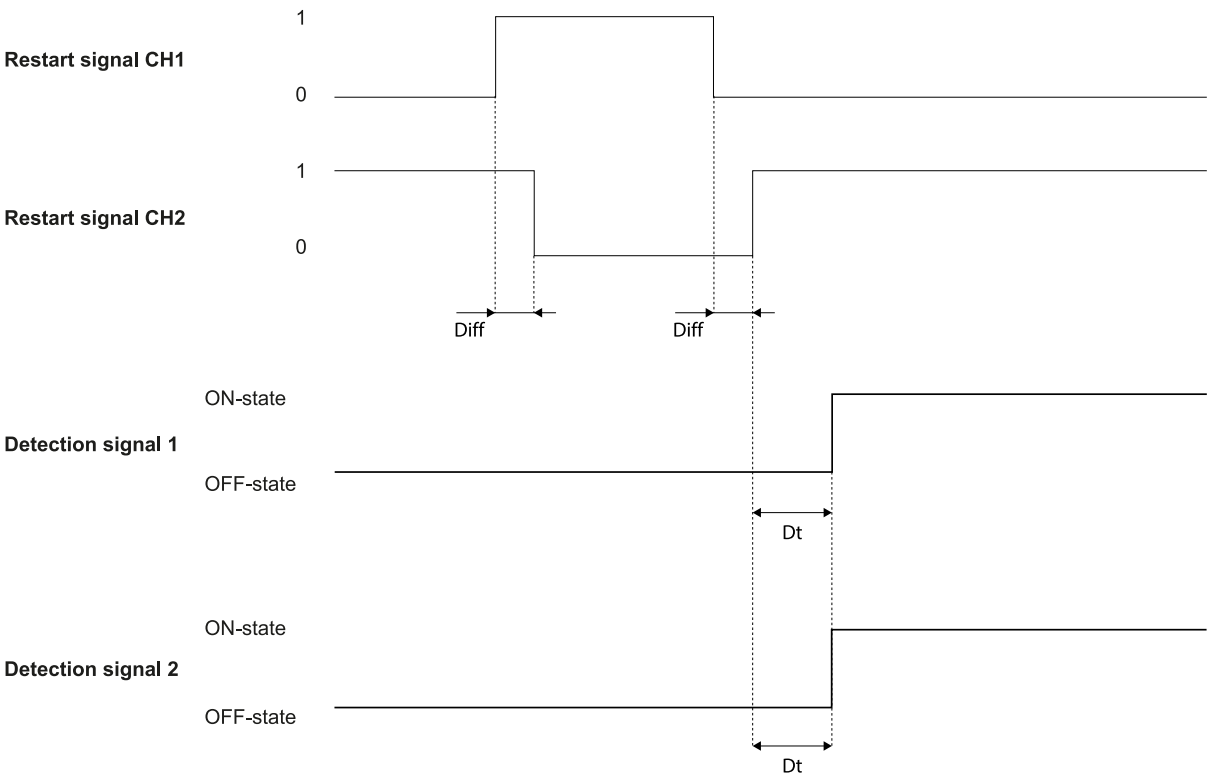 1
Restart signal CH1
0
1
Restart signal CH2
0
Diff
Diff
ON-state
Detection signal 1
OFF-state
Dt
ON-state
Detection signal 2
OFF-state
Dt